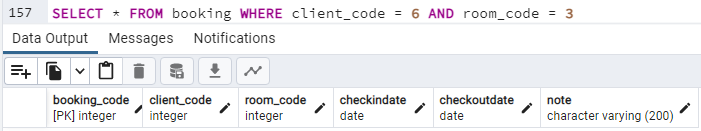 157 SELECT * FROM booking WHERE client_code = 6 AND room_code = 3
Data Output Messages Notifications
booking_code client_code room_code checkindate checkoutdate note
[PK] integer integer integer date date character varying (200)